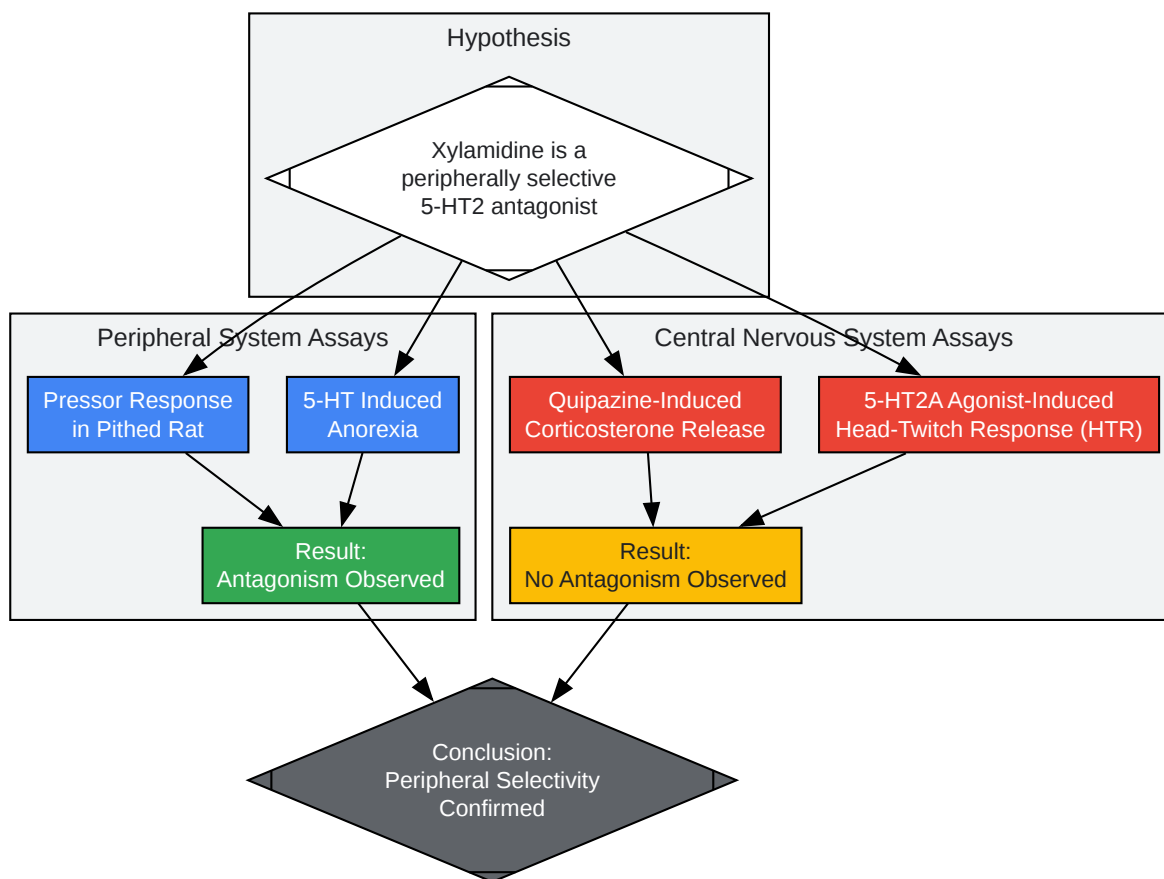 Hypothesis
Xylamidine is a
peripherally selective
5-HT2 antagonist
Peripheral System Assays
Central Nervous System Assays
Pressor Response
in Pithed Rat
5-HT Induced
Anorexia
Quipazine-Induced
Corticosterone Release
5-HT2A Agonist-Induced
Head-Twitch Response (HTR)
Result:
Antagonism Observed
Result:
No Antagonism Observed
Conclusion:
Peripheral Selectivity
Confirmed